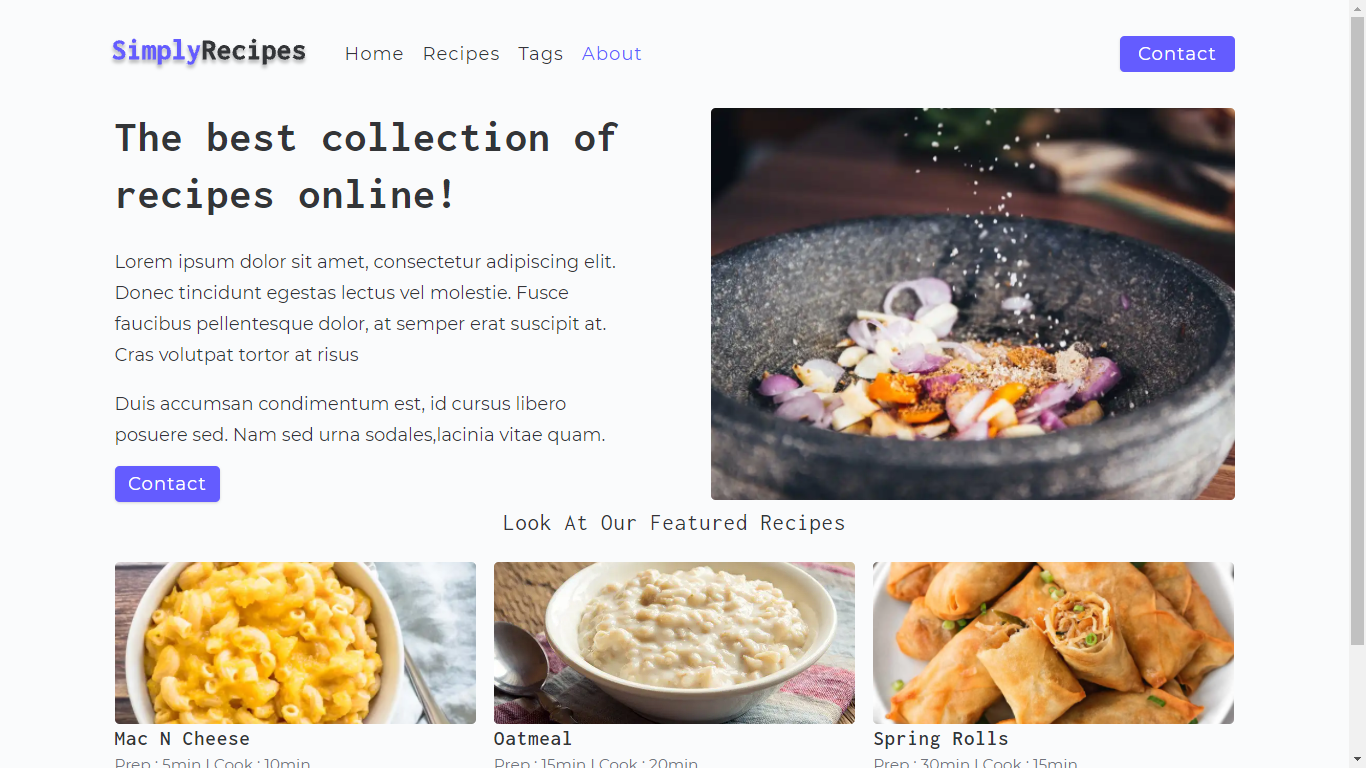 SimplyRecipes
Home Recipes Tags About
Contact
The best collection of
recipes online!
Lorem ipsum dolor sit amet, consectetur adipiscing elit.
Donec tincidunt egestas lectus vel molestie. Fusce
faucibus pellentesque dolor, at semper erat suscipit at.
Cras volutpat tortor at risus
Duis accumsan condimentum est, id cursus libero
posuere sed. Nam sed urna sodales,lacinia vitae quam.
Contact
Look At Our Featured Recipes
Mac N Cheese
Prep : 5min | Cook : 10min
Oatmeal
Prep : 15min | Cook : 20min
Spring Rolls
Prep : 30min | Cook : 15min